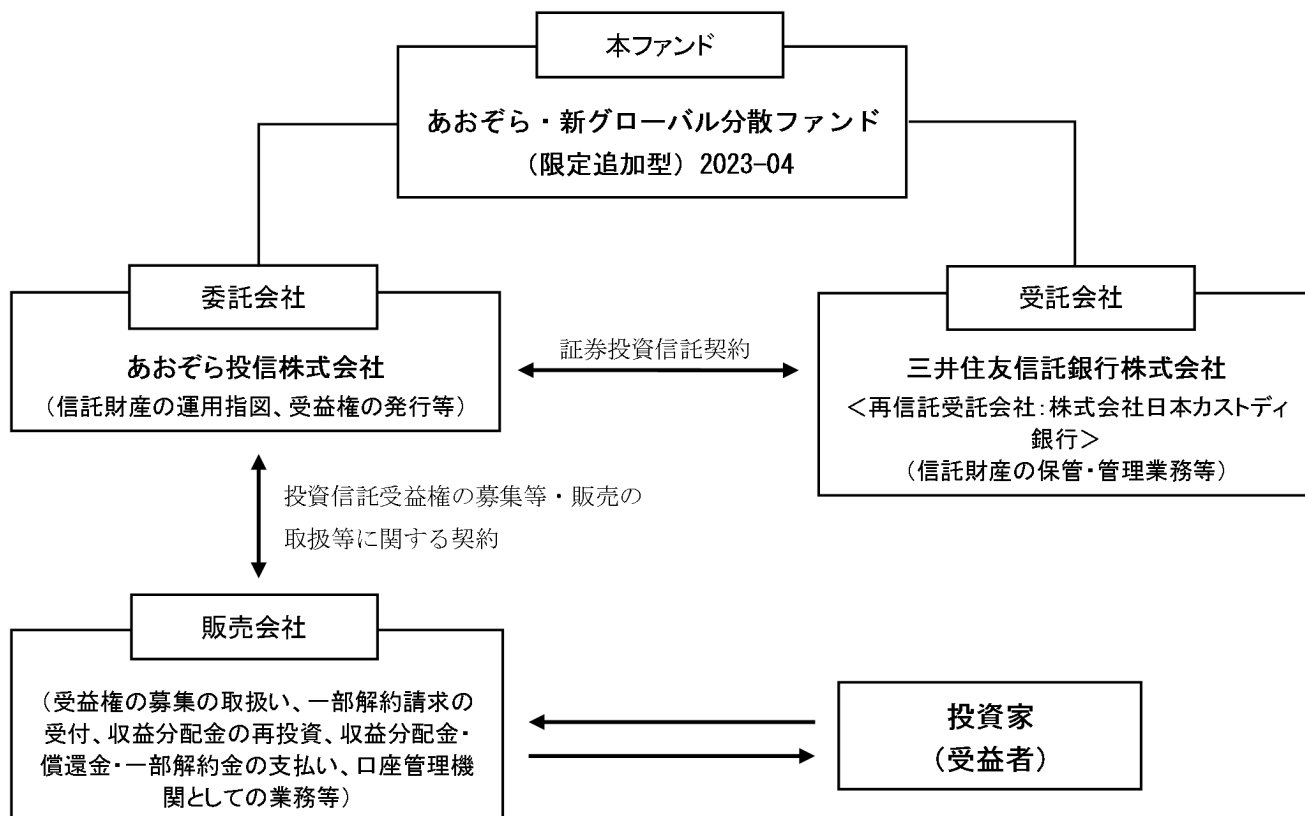 本ファンド
あおぞら・新グローバル分散ファンド
（限定追加型）2023-04
委託会社
あおぞら投信株式会社
（信託財産の運用指図、受益権の発行等）
証券投資信託契約
受託会社
三井住友信託銀行株式会社
＜再信託受託会社：株式会社日本カストディ
銀行＞
（信託財産の保管・管理業務等）
投資信託受益権の募集等・販売の
取扱等に関する契約
販売会社
（受益権の募集の取扱い、一部解約請求の
受付、収益分配金の再投資、収益分配金・
償還金・一部解約金の支払い、口座管理機
関としての業務等）
投資家
（受益者）